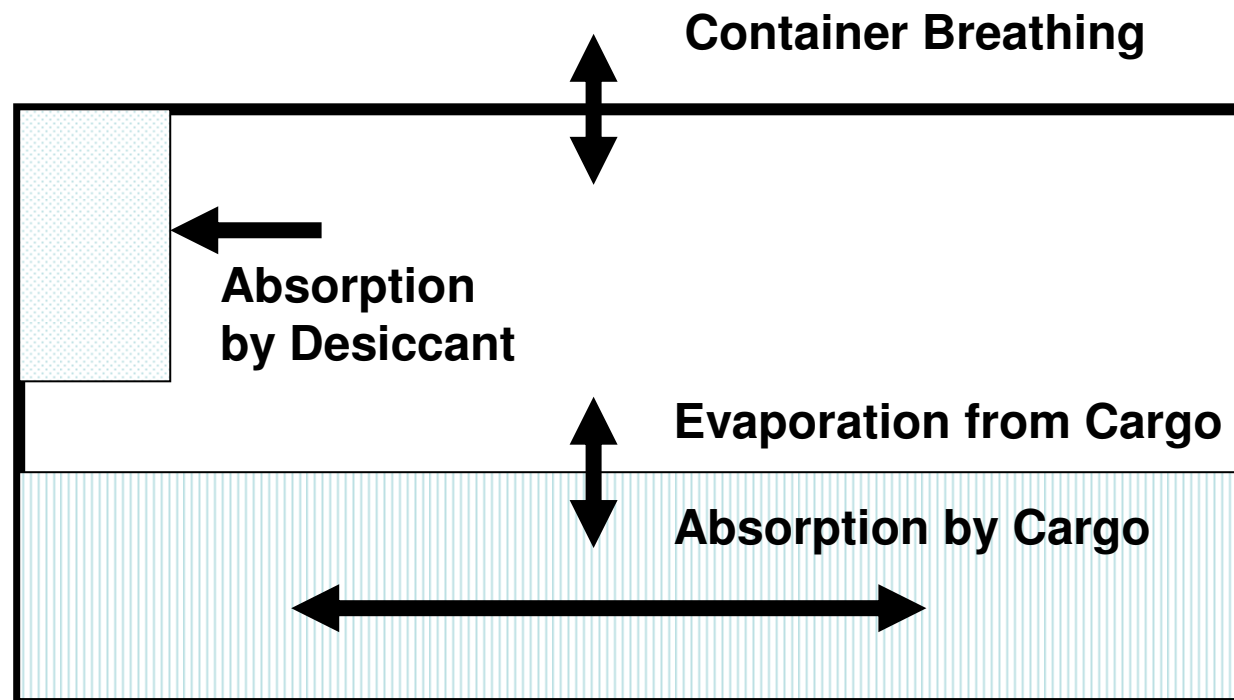 Container Breathing
Absorption
by Desiccant
Evaporation from Cargo
Absorption by Cargo